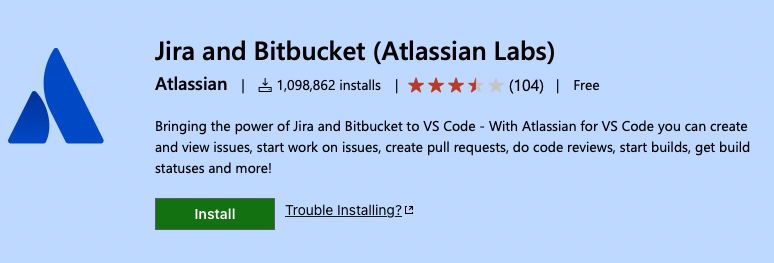 Jira and Bitbucket (Atlassian Labs)
Atlassian | 1,098,862 installs | (104) | Free
Bringing the power of Jira and Bitbucket to VS Code - With Atlassian for VS Code you can create
and view issues, start work on issues, create pull requests, do code reviews, start builds, get build
statuses and more!
Install Trouble Installing?